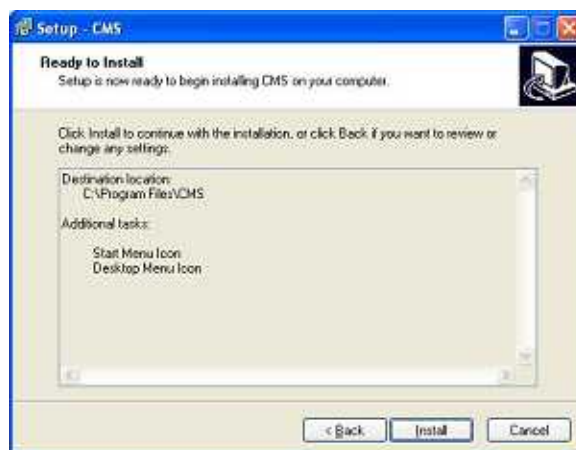 Setup - CMS
Ready to Install
Setup is now ready to begin installing CMS on your computer.
Click Install to continue with the installation, or click Back if you want to review or
change any settings.
Destination location:
C:\Program Files\CMS
Additional tasks:
Start Menu Icon
Desktop Menu Icon
< Back
Install
Cancel